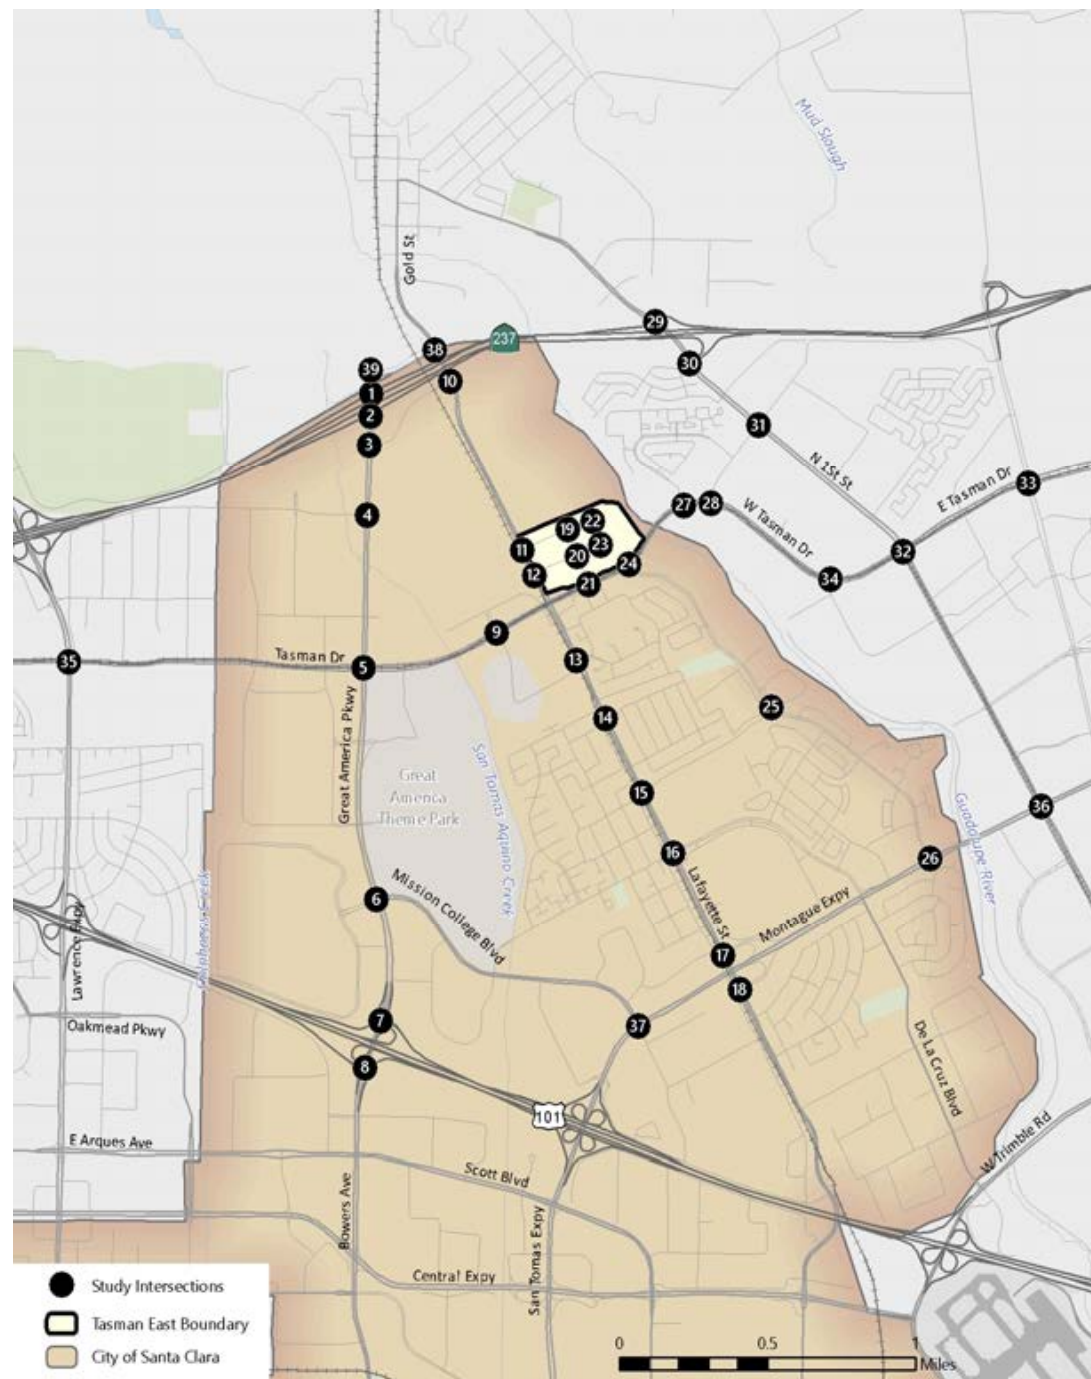 Mud Slough
Gold St
29
237
38
30
39
10
1
2
31
3
N 1St St
33
E Tasman Dr
27
28
4
22
W Tasman Dr
19
23
11
32
20
24
12
34
21
9
13
35
Tasman Dr
5
25
14
Great America Pkwy
San Tomas Aquino Creek
Great
America
Theme Park
15
36
Guadalupe River
16
26
Mission College Blvd
6
Lafayette St
Montague Expy
Lawrence Expy
17
18
7
37
Oakmead Pkwy
De La Cruz Blvd
8
101
E Arques Ave
W Trimble Rd
Scott Blvd
Bowers Ave
San Tomas Expy
Central Expy
Study Intersections
Tasman East Boundary
City of Santa Clara
0 0.5 1
Miles